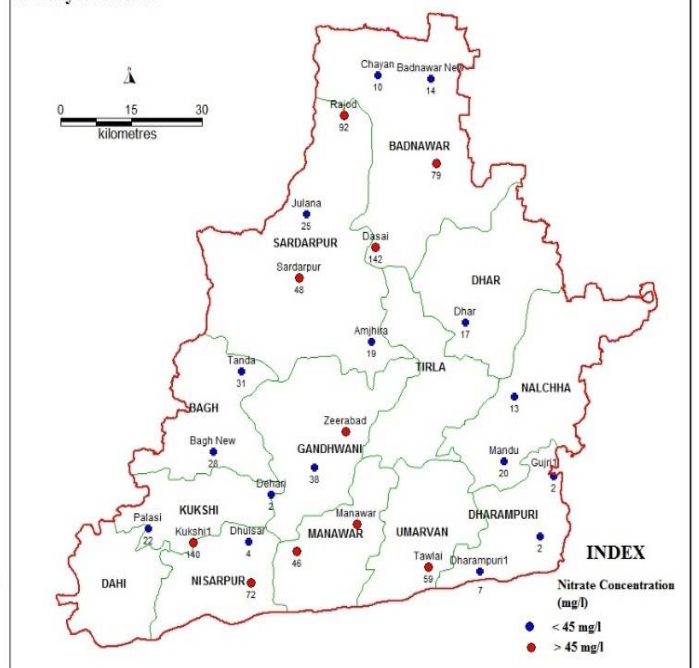 Chayan
10
Badnawar New
14
0 15 30
kilometres
Rajod
92
BADNAWAR
79
Julana
25
SARDARPUR
Dasai
142
Sardarpur
48
DHAR
Dhar
17
Amjhira
19
TIRLA
Tanda
31
NALCHHA
13
BAGH
Zeerabad
GANDHWANI
38
Bagh New
28
Mandu
20
Gujri1
2
Dehari
2
KUKSHI
Palasi
22
Kukshi1
140
Dhulsar
4
Manawar
MANAWAR
46
UMARVAN
DHARAMPURI
2
DAHI
NISARPUR
72
Tawlai
59
Dharampuri1
7
INDEX
Nitrate Concentration
(mg/l)
< 45 mg/l
> 45 mg/l